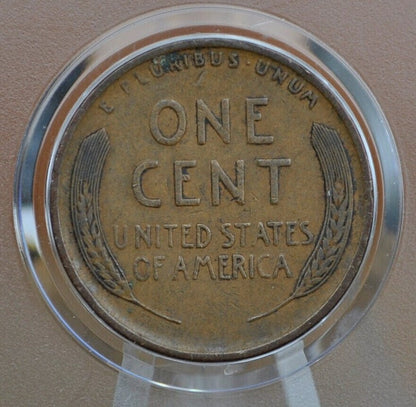 E·PLURIBUS·UNUM
ONE
CENT
UNITED STATES
OF AMERICA